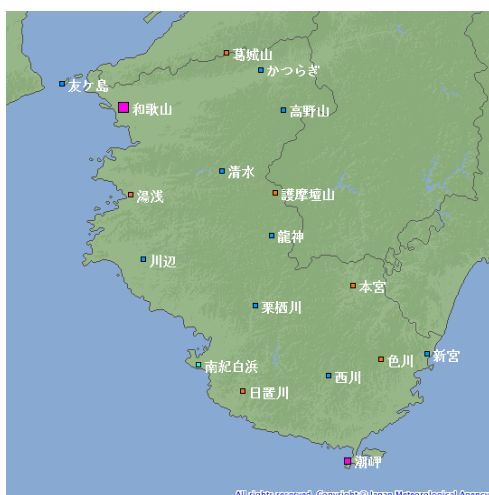 葛城山
かつらぎ
友ケ島
和歌山
高野山
清水
湯浅
護摩壇山
龍神
川辺
本宮
栗栖川
新宮
色川
南紀白浜
西川
日置川
潮岬
All rights reserved. Copyright © Japan Meteorological Agency